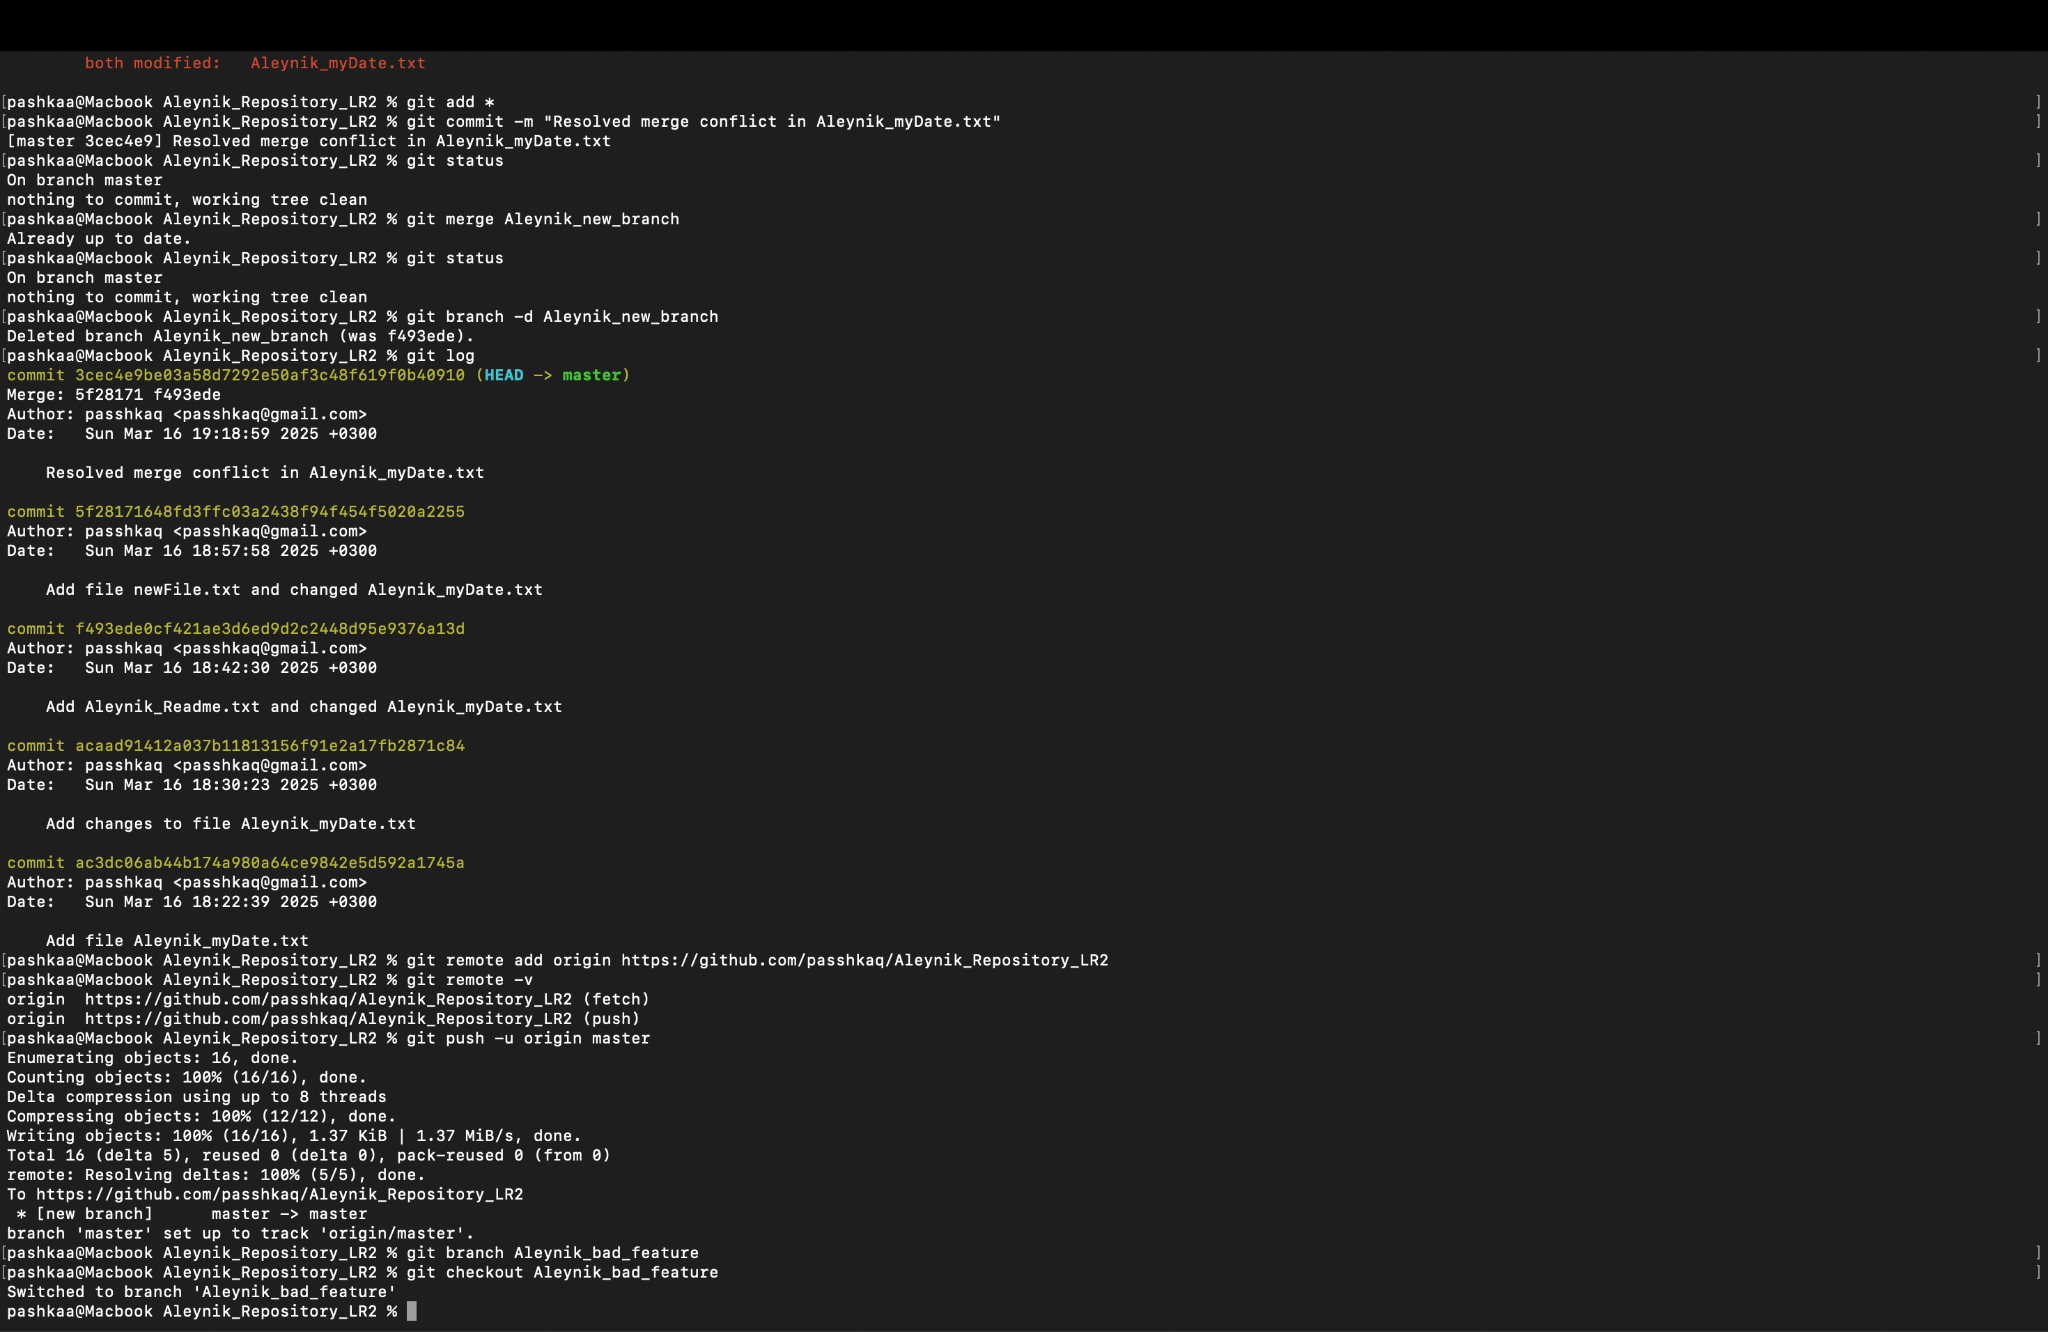 both modified:   Aleynik_myDate.txt
[pashkaa@Macbook Aleynik_Repository_LR2 % git add * ]
[pashkaa@Macbook Aleynik_Repository_LR2 % git commit -m "Resolved merge conflict in Aleynik_myDate.txt" ]
[master 3cec4e9] Resolved merge conflict in Aleynik_myDate.txt
[pashkaa@Macbook Aleynik_Repository_LR2 % git status ]
On branch master
nothing to commit, working tree clean
[pashkaa@Macbook Aleynik_Repository_LR2 % git merge Aleynik_new_branch ]
Already up to date.
[pashkaa@Macbook Aleynik_Repository_LR2 % git status ]
On branch master
nothing to commit, working tree clean
[pashkaa@Macbook Aleynik_Repository_LR2 % git branch -d Aleynik_new_branch ]
Deleted branch Aleynik_new_branch (was f493ede).
[pashkaa@Macbook Aleynik_Repository_LR2 % git log ]
commit 3cec4e9be03a58d7292e50af3c48f619f0b40910 (HEAD -> master)
Merge: 5f28171 f493ede
Author: passhkaq <passhkaq@gmail.com>
Date:   Sun Mar 16 19:18:59 2025 +0300
Resolved merge conflict in Aleynik_myDate.txt
commit 5f28171648fd3ffc03a2438f94f454f5020a2255
Author: passhkaq <passhkaq@gmail.com>
Date:   Sun Mar 16 18:57:58 2025 +0300
Add file newFile.txt and changed Aleynik_myDate.txt
commit f493ede0cf421ae3d6ed9d2c2448d95e9376a13d
Author: passhkaq <passhkaq@gmail.com>
Date:   Sun Mar 16 18:42:30 2025 +0300
Add Aleynik_Readme.txt and changed Aleynik_myDate.txt
commit acaad91412a037b11813156f91e2a17fb2871c84
Author: passhkaq <passhkaq@gmail.com>
Date:   Sun Mar 16 18:30:23 2025 +0300
Add changes to file Aleynik_myDate.txt
commit ac3dc06ab44b174a980a64ce9842e5d592a1745a
Author: passhkaq <passhkaq@gmail.com>
Date:   Sun Mar 16 18:22:39 2025 +0300
Add file Aleynik_myDate.txt
[pashkaa@Macbook Aleynik_Repository_LR2 % git remote add origin https://github.com/passhkaq/Aleynik_Repository_LR2 ]
[pashkaa@Macbook Aleynik_Repository_LR2 % git remote -v ]
origin  https://github.com/passhkaq/Aleynik_Repository_LR2 (fetch)
origin  https://github.com/passhkaq/Aleynik_Repository_LR2 (push)
[pashkaa@Macbook Aleynik_Repository_LR2 % git push -u origin master ]
Enumerating objects: 16, done.
Counting objects: 100% (16/16), done.
Delta compression using up to 8 threads
Compressing objects: 100% (12/12), done.
Writing objects: 100% (16/16), 1.37 KiB | 1.37 MiB/s, done.
Total 16 (delta 5), reused 0 (delta 0), pack-reused 0 (from 0)
remote: Resolving deltas: 100% (5/5), done.
To https://github.com/passhkaq/Aleynik_Repository_LR2
* [new branch]      master -> master
branch 'master' set up to track 'origin/master'.
[pashkaa@Macbook Aleynik_Repository_LR2 % git branch Aleynik_bad_feature ]
[pashkaa@Macbook Aleynik_Repository_LR2 % git checkout Aleynik_bad_feature ]
Switched to branch 'Aleynik_bad_feature'
pashkaa@Macbook Aleynik_Repository_LR2 %